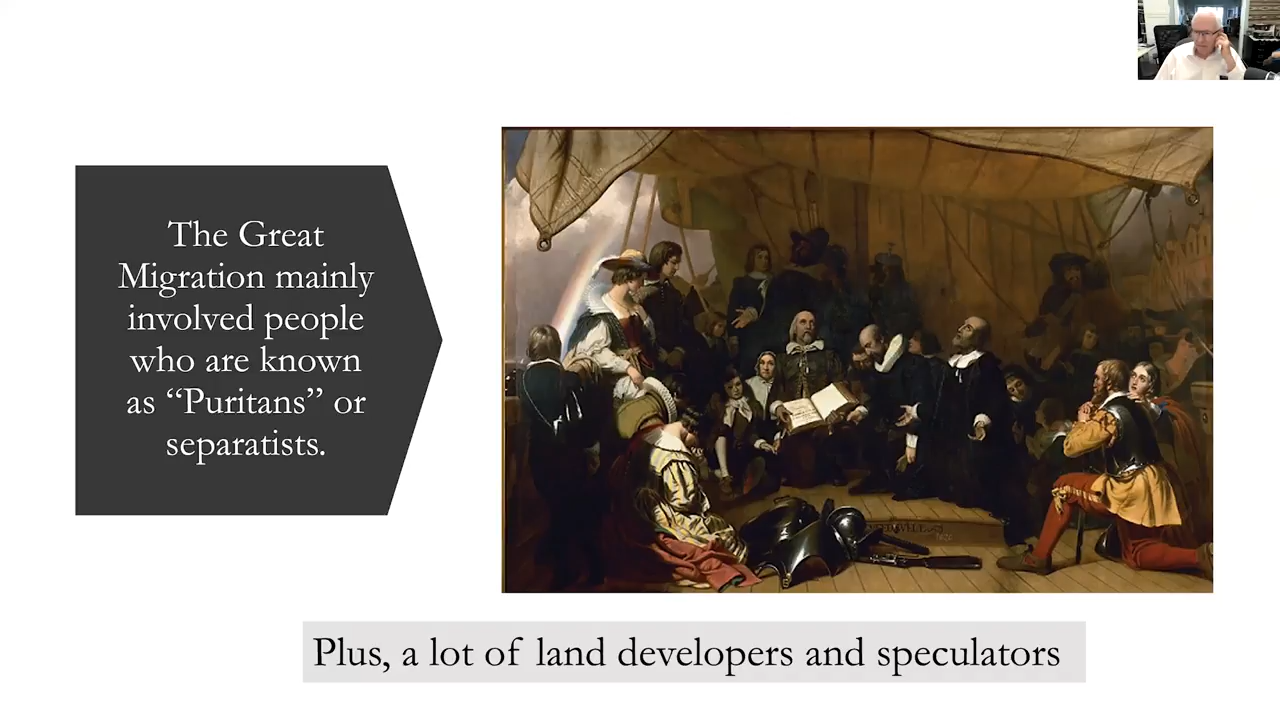 The Great
Migration mainly
involved people
who are known
as “Puritans” or
separatists.
Plus, a lot of land developers and speculators